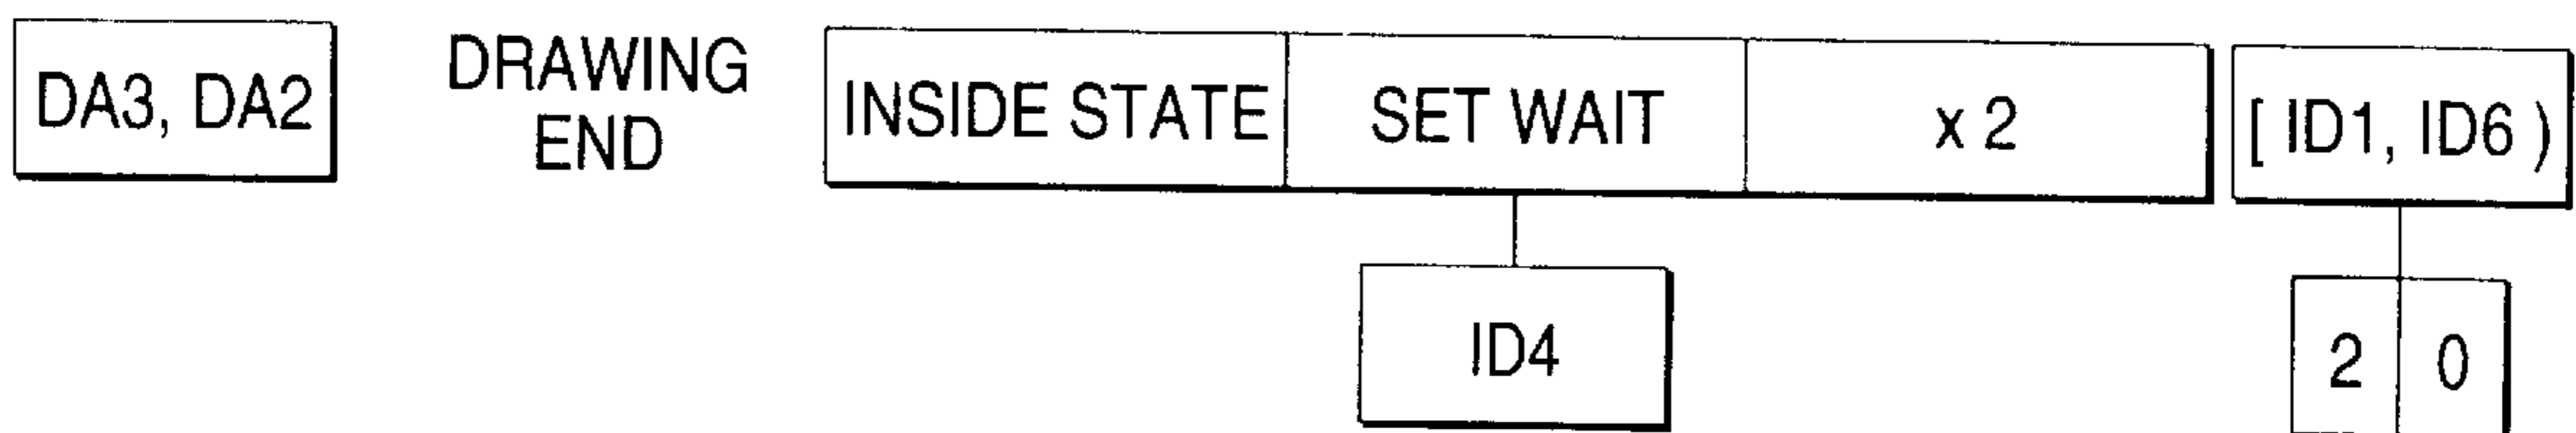 DA3, DA2
DRAWING
END
INSIDE STATE
SET WAIT
x 2
[ ID1, ID6 )
ID4
2
0